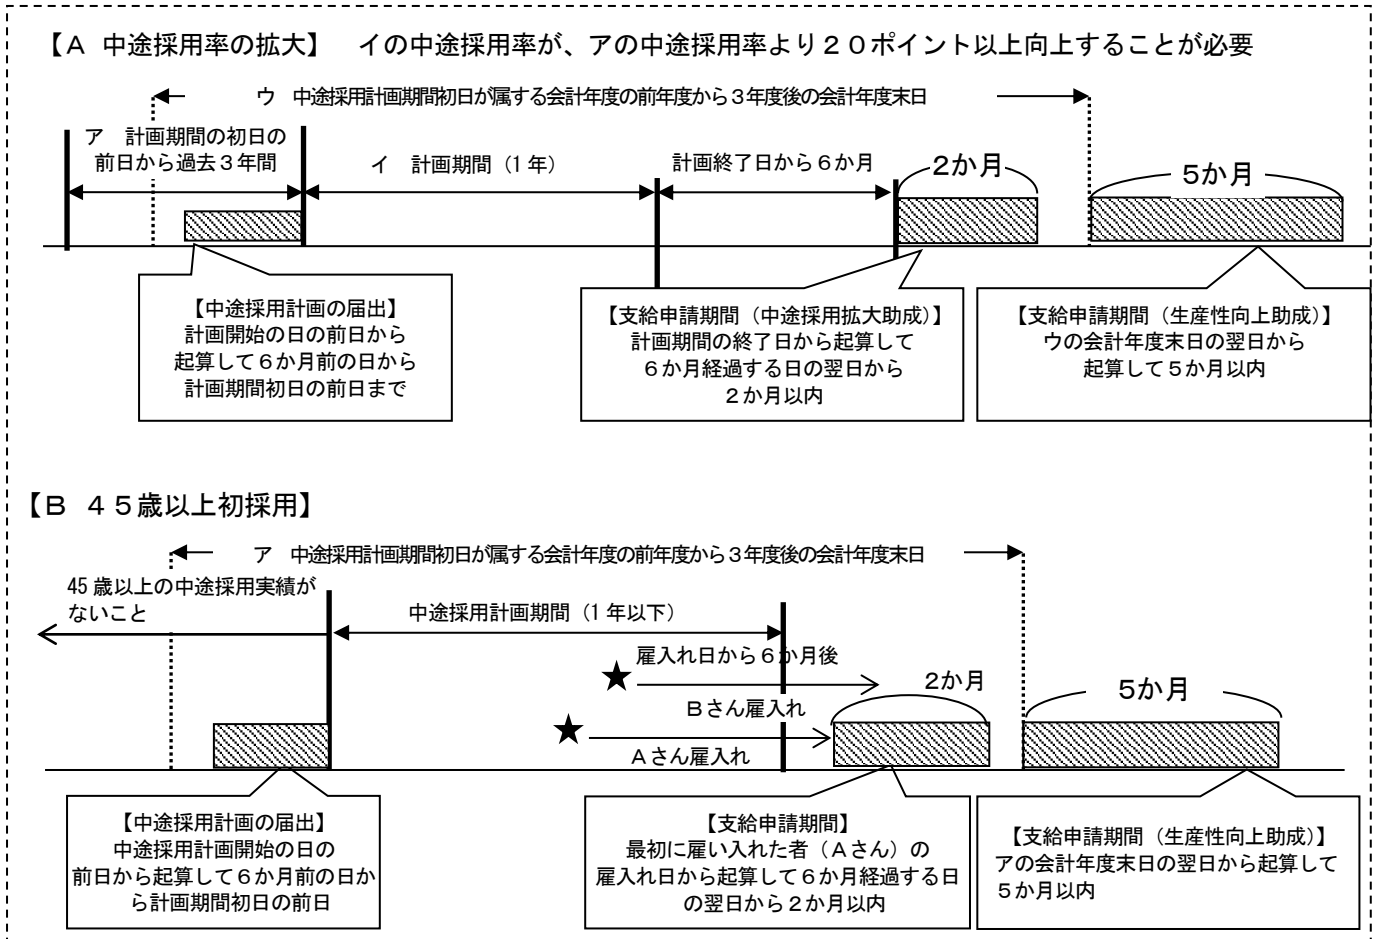 【Ａ 中途採用率の拡大】　イの中途採用率が、アの中途採用率より２０ポイント以上向上することが必要
ウ　中途採用計画期間初日が属する会計年度の前年度から３年度後の会計年度末日
ア　計画期間の初日の
前日から過去３年間
イ　計画期間（１年）
計画終了日から６か月
２か月
５か月
【中途採用計画の届出】
計画開始の日の前日から
起算して６か月前の日から
計画期間初日の前日まで
【支給申請期間（中途採用拡大助成）】
計画期間の終了日から起算して
６か月経過する日の翌日から
２か月以内
【支給申請期間（生産性向上助成）】
ウの会計年度末日の翌日から
起算して５か月以内
【Ｂ ４５歳以上初採用】
ア　中途採用計画期間初日が属する会計年度の前年度から３年度後の会計年度末日
45 歳以上の中途採用実績が
ないこと
中途採用計画期間（１年以下）
雇入れ日から６か月後
★
Ｂさん雇入れ
★
Ａさん雇入れ
２か月
５か月
【中途採用計画の届出】
中途採用計画開始の日の
前日から起算して６か月前の日か
ら計画期間初日の前日
【支給申請期間】
最初に雇い入れた者（Ａさん）の
雇入れ日から起算して６か月経過する日
の翌日から２か月以内
【支給申請期間（生産性向上助成）】
アの会計年度末日の翌日から起算して
５か月以内